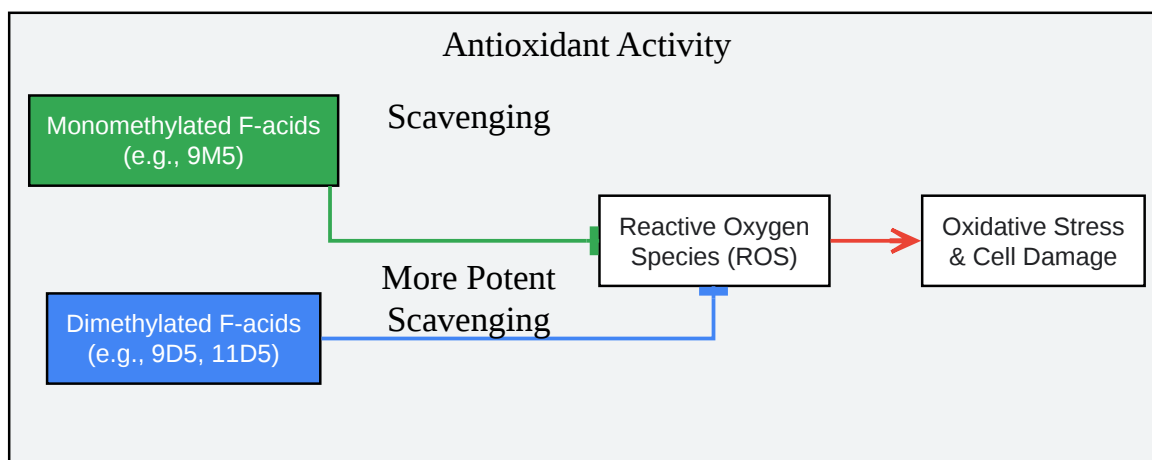 Antioxidant Activity
Monomethylated F-acids
(e.g., 9M5)
Scavenging
Reactive Oxygen
Species (ROS)
Oxidative Stress
& Cell Damage
More Potent
Scavenging
Dimethylated F-acids
(e.g., 9D5, 11D5)